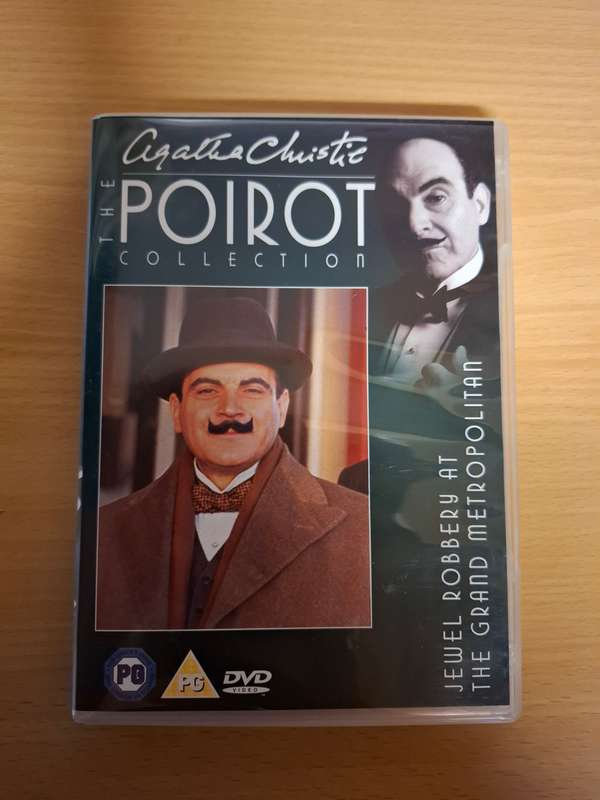 Agatha Christie
THE
POIROT
COLLECTION
JEWEL ROBBERY AT
THE GRAND METROPOLITAN
PG
PG
DVD
VIDEO